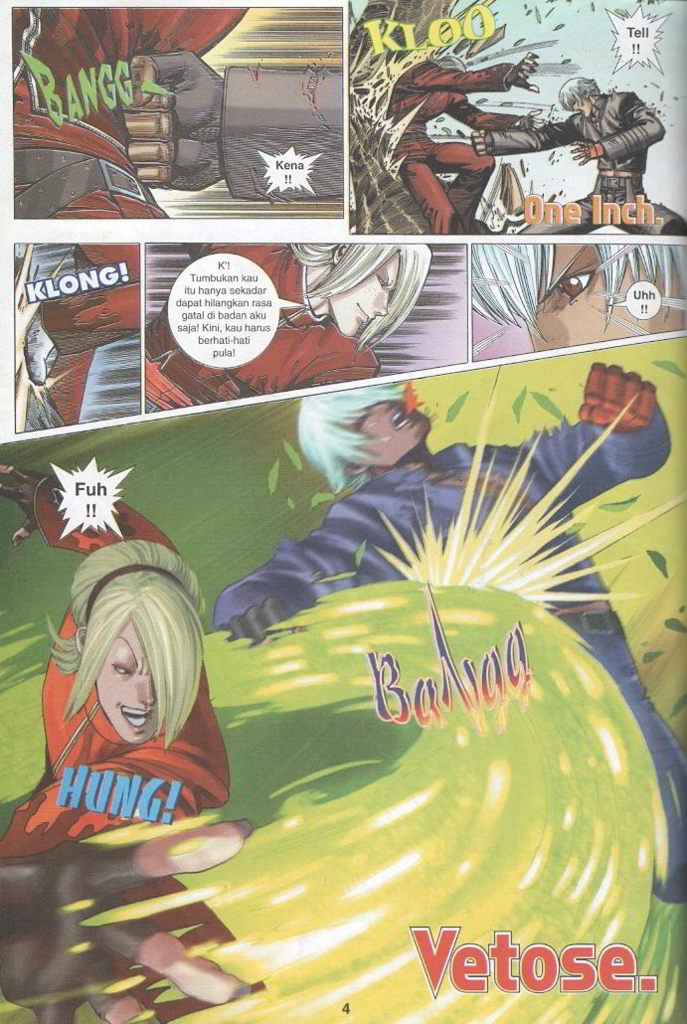 BANGG
Kena
!!
KLOO
Tell
!!
One Inch.
KLONG!
K'!
Tumbukan kau
itu hanya sekadar
dapat hilangkan rasa
gatal di badan aku
saja! Kini, kau harus
berhati-hati
pula!
Uhh
!!
Fuh
!!
Bangg
HUNG!
Vetose.
4